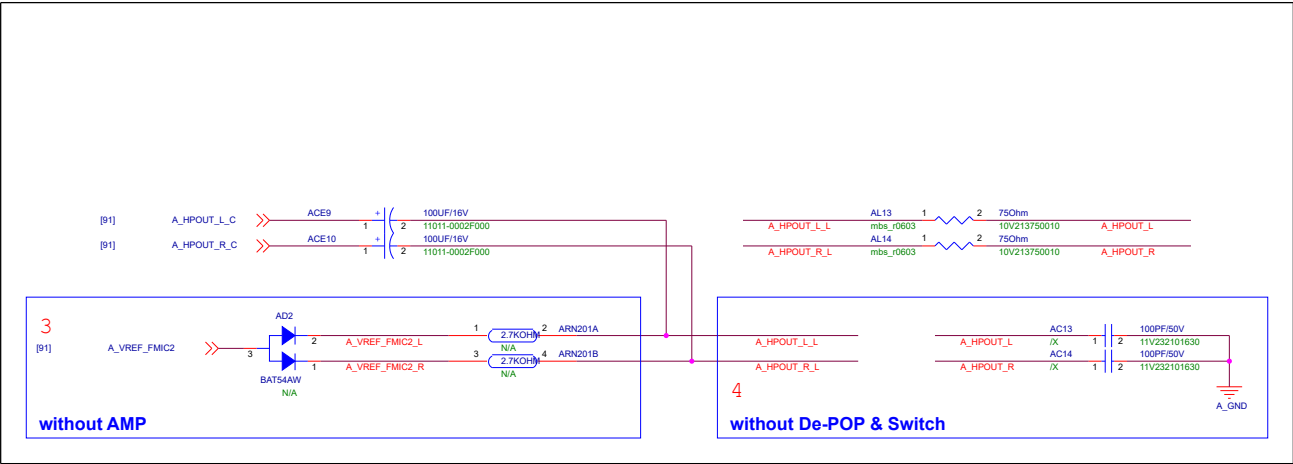 [91] A_HPOUT_L_C ACE9 + 1 2 100UF/16V 11011-0002F000
[91] A_HPOUT_R_C ACE10 + 1 2 100UF/16V 11011-0002F000
A_HPOUT_L_L AL13 mbs_r0603 1 2 75Ohm 10V213750010 A_HPOUT_L
A_HPOUT_R_L AL14 mbs_r0603 1 2 75Ohm 10V213750010 A_HPOUT_R
3
[91] A_VREF_FMIC2 3 AD2 2 1 BAT54AW N/A
A_VREF_FMIC2_L 1 2.7KOHM 2 ARN201A N/A
A_VREF_FMIC2_R 3 2.7KOHM 4 ARN201B N/A
without AMP
A_HPOUT_L_L
A_HPOUT_R_L
4
A_HPOUT_L AC13 /X 1 2 100PF/50V 11V232101630
A_HPOUT_R AC14 /X 1 2 100PF/50V 11V232101630
A_GND
without De-POP & Switch